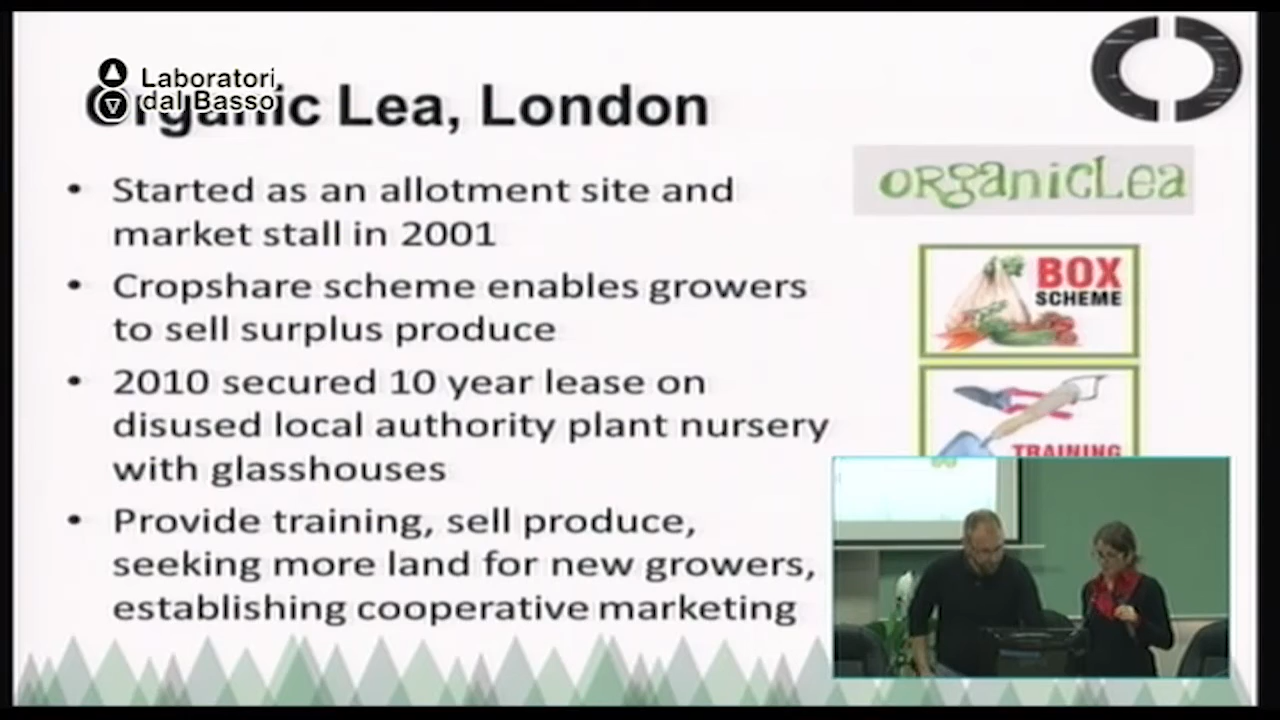 Laboratori
dal Basso
Organic Lea, London
• Started as an allotment site and
market stall in 2001
• Cropshare scheme enables growers
to sell surplus produce
• 2010 secured 10 year lease on
disused local authority plant nursery
with glasshouses
• Provide training, sell produce,
seeking more land for new growers,
establishing cooperative marketing
organicLea
BOX
SCHEME
TRAINING